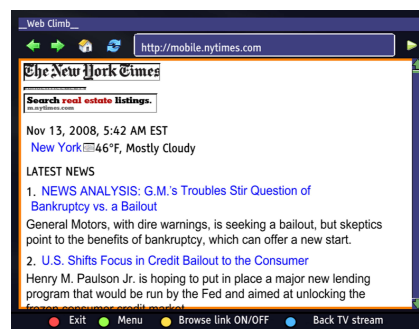 _Web Climb_
http://mobile.nytimes.com
The New York Times
Search real estate listings.
m.nytimes.com
Nov 13, 2008, 5:42 AM EST
New York 46°F, Mostly Cloudy
LATEST NEWS
1. NEWS ANALYSIS: G.M.'s Troubles Stir Question of
Bankruptcy vs. a Bailout
General Motors, with dire warnings, is seeking a bailout, but skeptics
point to the benefits of bankruptcy, which can offer a new start.
2. U.S. Shifts Focus in Credit Bailout to the Consumer
Henry M. Paulson Jr. is hoping to put in place a major new lending
program that would be run by the Fed and aimed at unlocking the
frozen consumer credit market.
Exit Menu Browse link ON/OFF Back TV stream